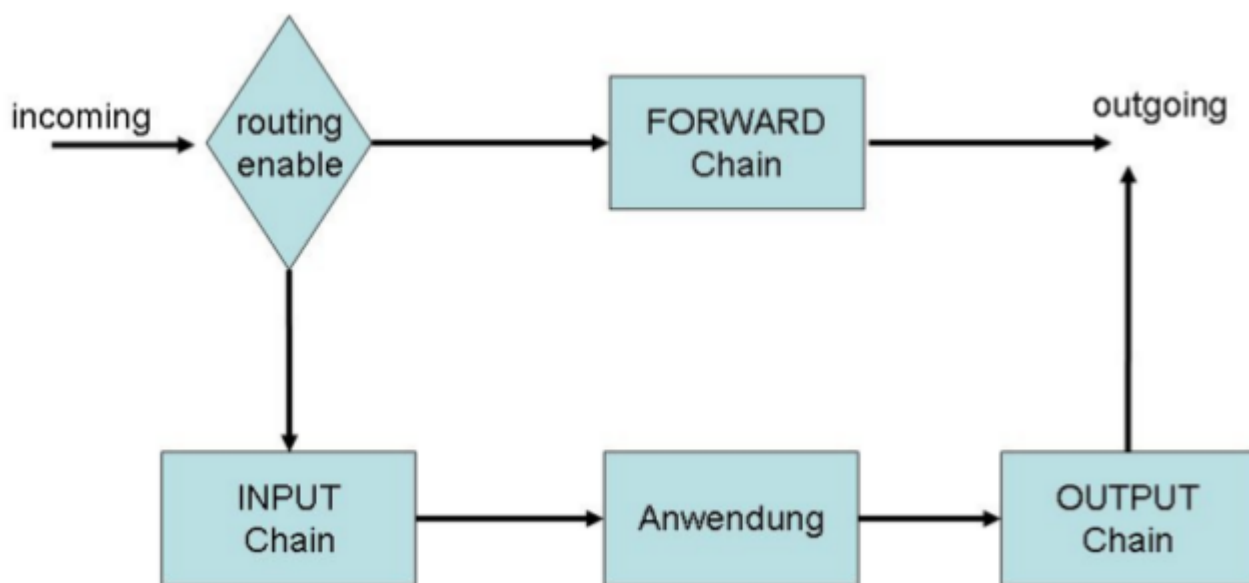 incoming
routing
enable
FORWARD
Chain
outgoing
INPUT
Chain
Anwendung
OUTPUT
Chain